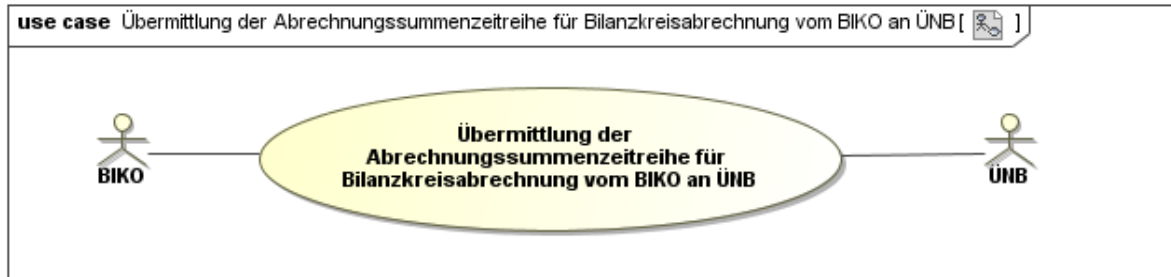 use case Übermittlung der Abrechnungssummenzeitreihe für Bilanzkreisabrechnung vom BIKO an ÜNB [ ]
Übermittlung der
Abrechnungssummenzeitreihe für
Bilanzkreisabrechnung vom BIKO an ÜNB
BIKO
ÜNB